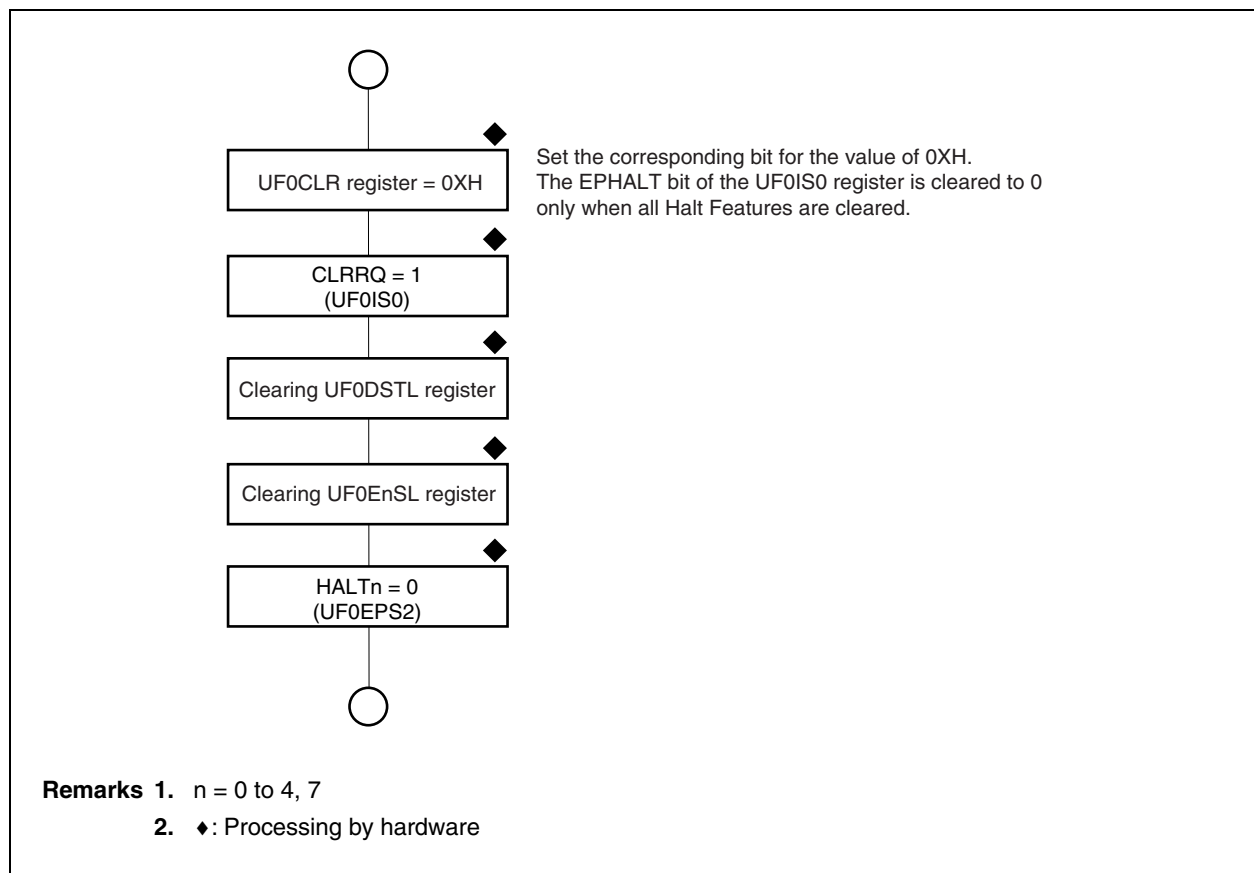 UF0CLR register = 0XH
Set the corresponding bit for the value of 0XH.
The EPHALT bit of the UF0IS0 register is cleared to 0
only when all Halt Features are cleared.
CLRRQ = 1
(UF0IS0)
Clearing UF0DSTL register
Clearing UF0EnSL register
HALTn = 0
(UF0EPS2)
Remarks 1. n = 0 to 4, 7
2. ♦: Processing by hardware